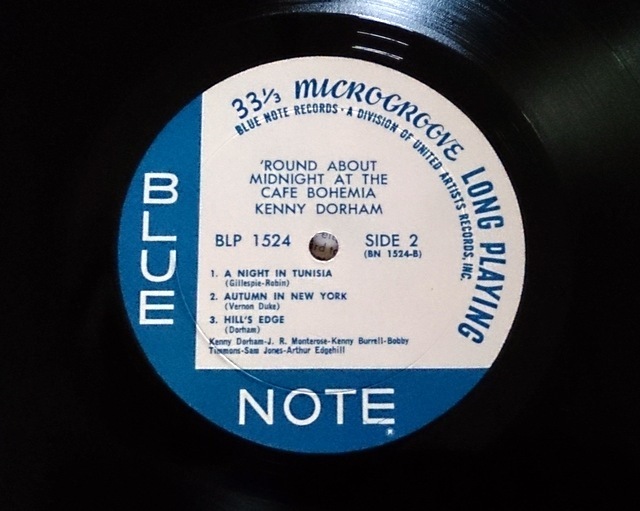 33⅓ MICROGROOVE LONG PLAYING
BLUE NOTE RECORDS · A DIVISION OF UNITED ARTISTS RECORDS, INC.
'ROUND ABOUT
MIDNIGHT AT THE
CAFE BOHEMIA
KENNY DORHAM
BLP 1524 SIDE 2
(BN 1524-B)
1. A NIGHT IN TUNISIA
(Gillespie-Robin)
2. AUTUMN IN NEW YORK
(Vernon Duke)
3. HILL'S EDGE
(Dorham)
Kenny Dorham-J. R. Monterose-Kenny Burrell-Bobby
Timmons-Sam Jones-Arthur Edgehill
BLUE
NOTE